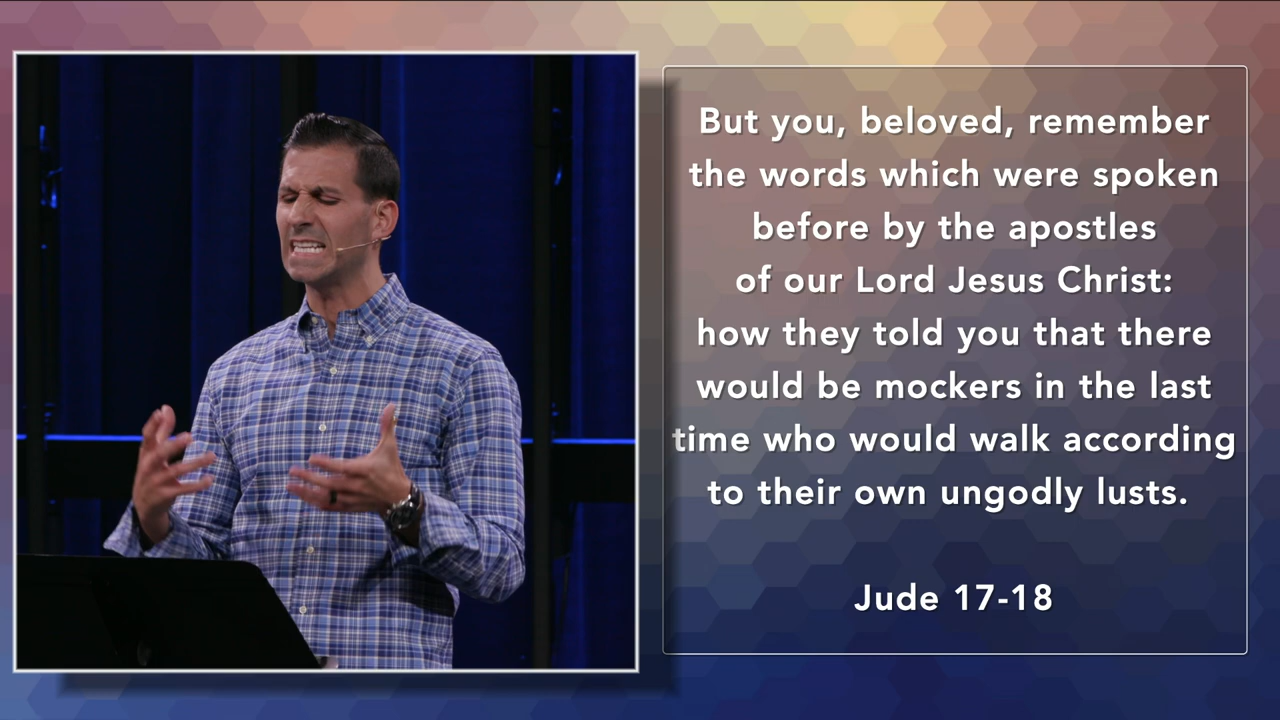 But you, beloved, remember
the words which were spoken
before by the apostles
of our Lord Jesus Christ:
how they told you that there
would be mockers in the last
time who would walk according
to their own ungodly lusts.
Jude 17-18